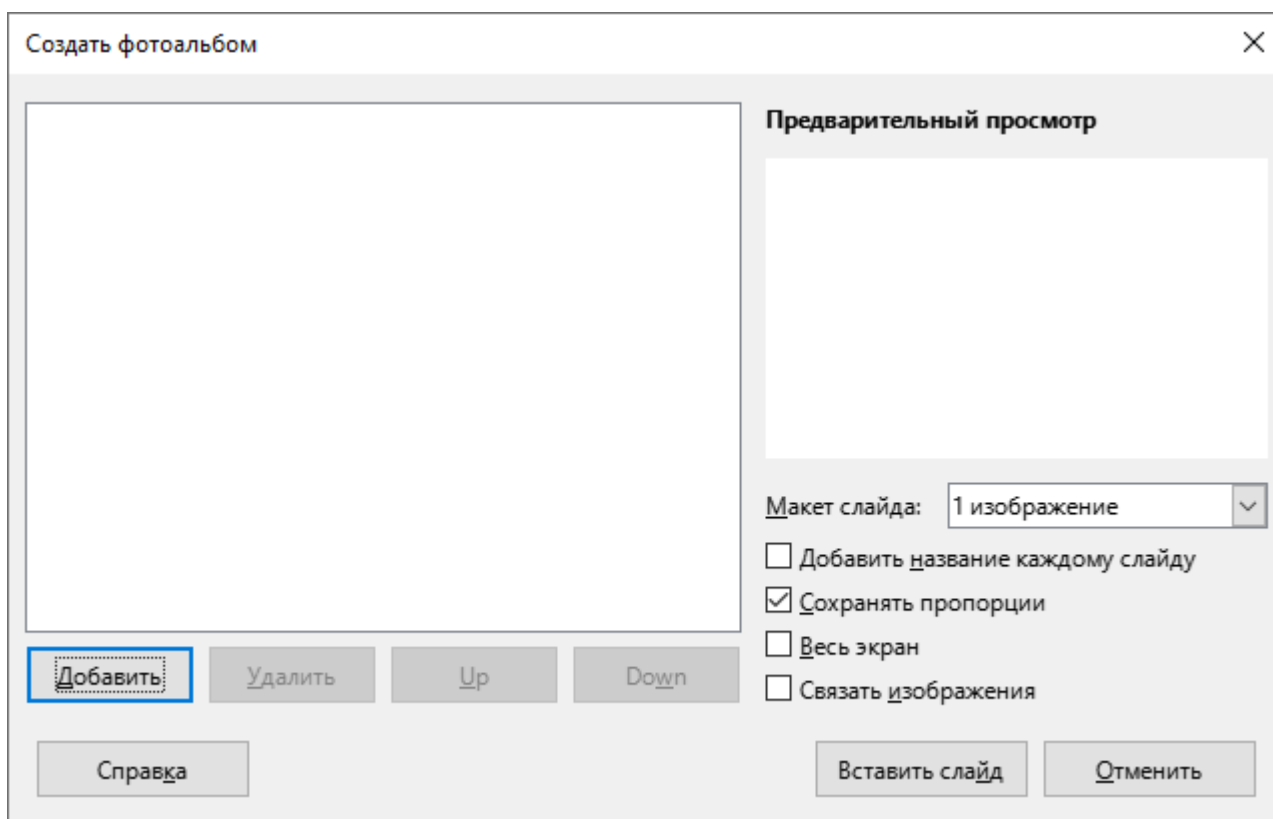 Создать фотоальбом
Предварительный просмотр
Макет слайда: 1 изображение
Добавить название каждому слайду
Сохранять пропорции
Весь экран
Связать изображения
Добавить Удалить Up Down
Справка Вставить слайд Отменить